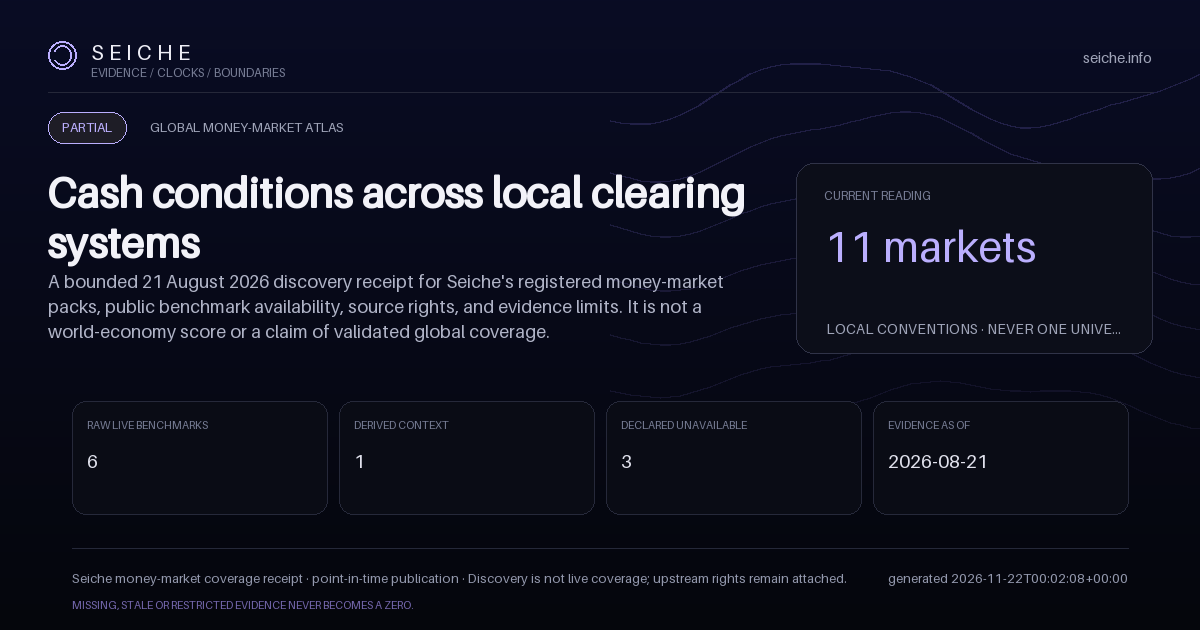 SEICHE
EVIDENCE / CLOCKS / BOUNDARIES
seiche.info
PARTIAL
GLOBAL MONEY-MARKET ATLAS
Cash conditions across local clearing
systems
A bounded 21 August 2026 discovery receipt for Seiche's registered money-market
packs, public benchmark availability, source rights, and evidence limits. It is not a
world-economy score or a claim of validated global coverage.
CURRENT READING
11 markets
LOCAL CONVENTIONS · NEVER ONE UNIVE...
RAW LIVE BENCHMARKS
6
DERIVED CONTEXT
1
DECLARED UNAVAILABLE
3
EVIDENCE AS OF
2026-08-21
Seiche money-market coverage receipt · point-in-time publication · Discovery is not live coverage; upstream rights remain attached.
generated 2026-11-22T00:02:08+00:00
MISSING, STALE OR RESTRICTED EVIDENCE NEVER BECOMES A ZERO.